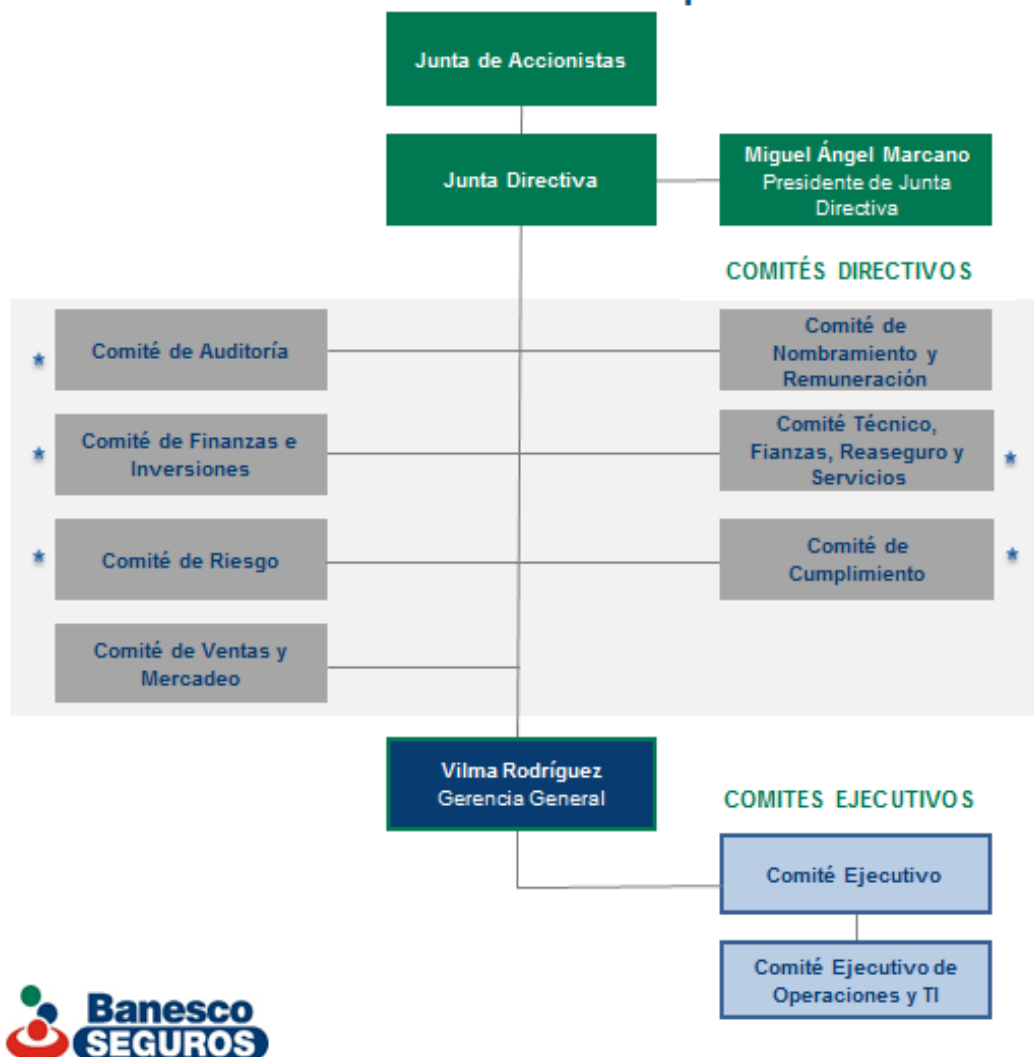 Junta de Accionistas
Junta Directiva
Miguel Ángel Marcano
Presidente de Junta
Directiva
COMITÉS DIRECTIVOS
* Comité de Auditoría
Comité de
Nombramiento y
Remuneración
* Comité de Finanzas e
Inversiones
Comité Técnico,
Fianzas, Reaseguro y
Servicios *
* Comité de Riesgo
Comité de
Cumplimiento *
Comité de Ventas y
Mercadeo
Vilma Rodríguez
Gerencia General
COMITES EJECUTIVOS
Comité Ejecutivo
Comité Ejecutivo de
Operaciones y TI
Banesco
SEGUROS